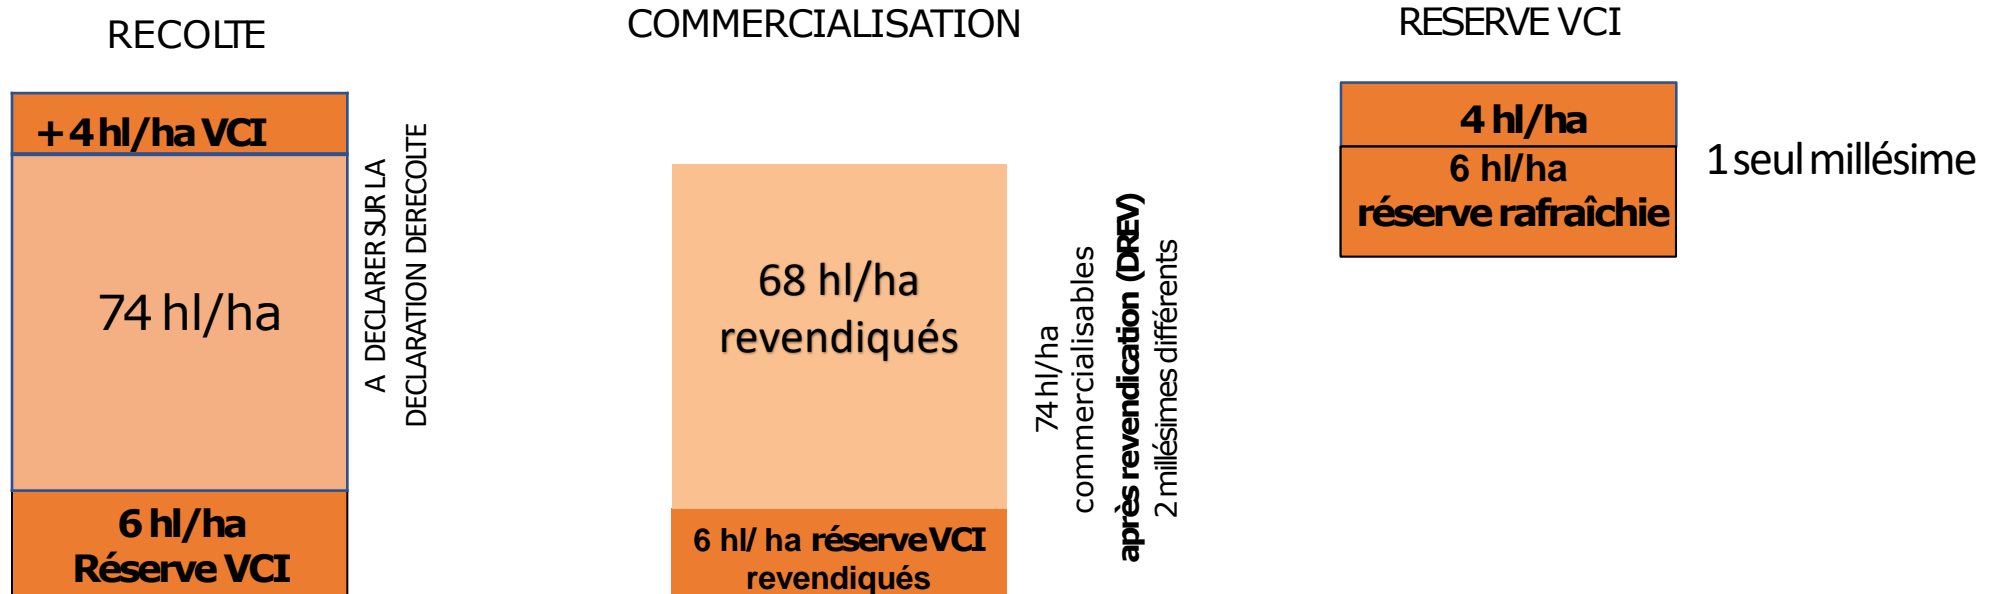 RECOLTE
+ 4 hl/ha VCI
74 hl/ha
6 hl/ha
Réserve VCI
A DECLARER SUR LA
DECLARATION DERECOLTE
COMMERCIALISATION
68 hl/ha
revendiqués
6 hl/ ha réserve VCI
revendiqués
74 hl/ha
commercialisables
après revendication (DREV)
2 millésimes différents
RESERVE VCI
4 hl/ha
6 hl/ha
réserve rafraîchie
1 seul millésime